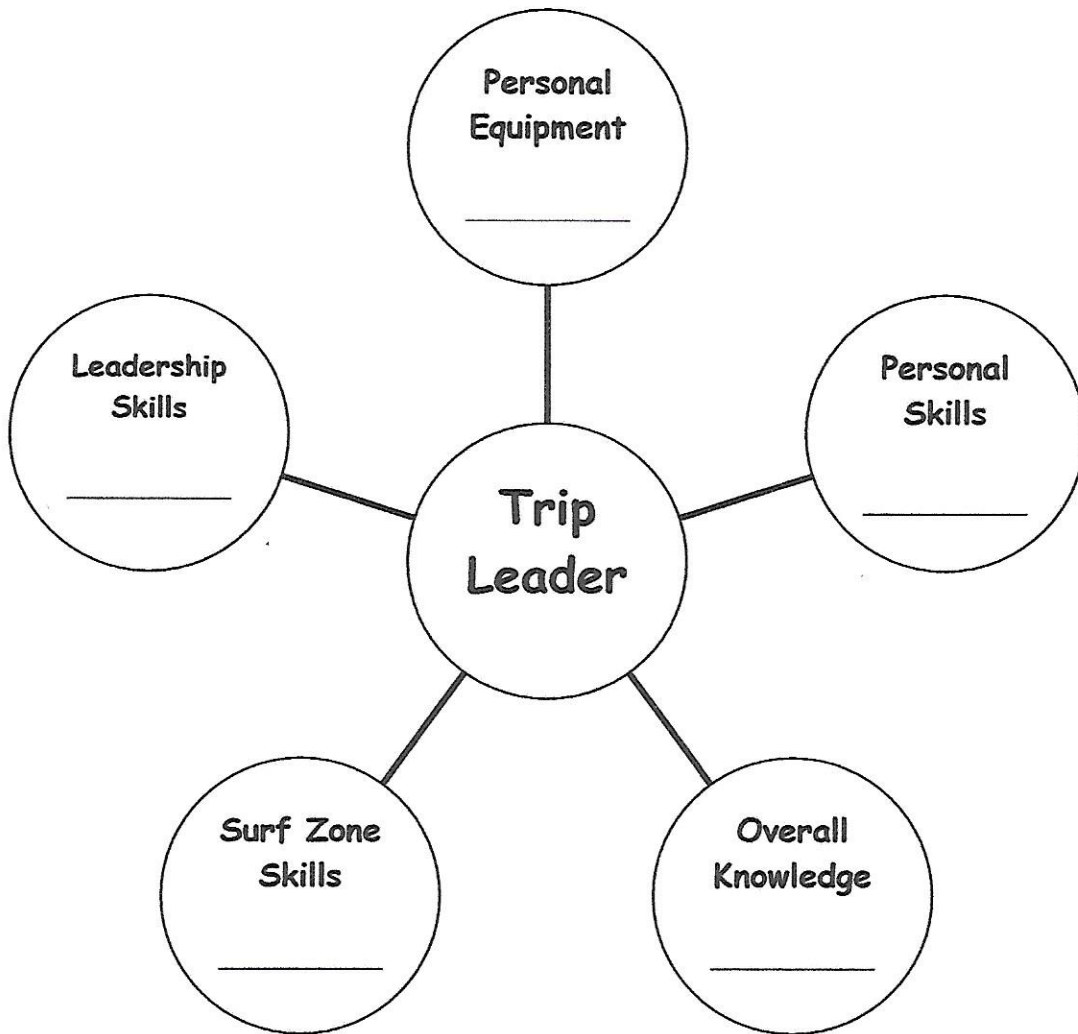 Personal
Equipment
Leadership
Skills
Personal
Skills
Trip
Leader
Surf Zone
Skills
Overall
Knowledge